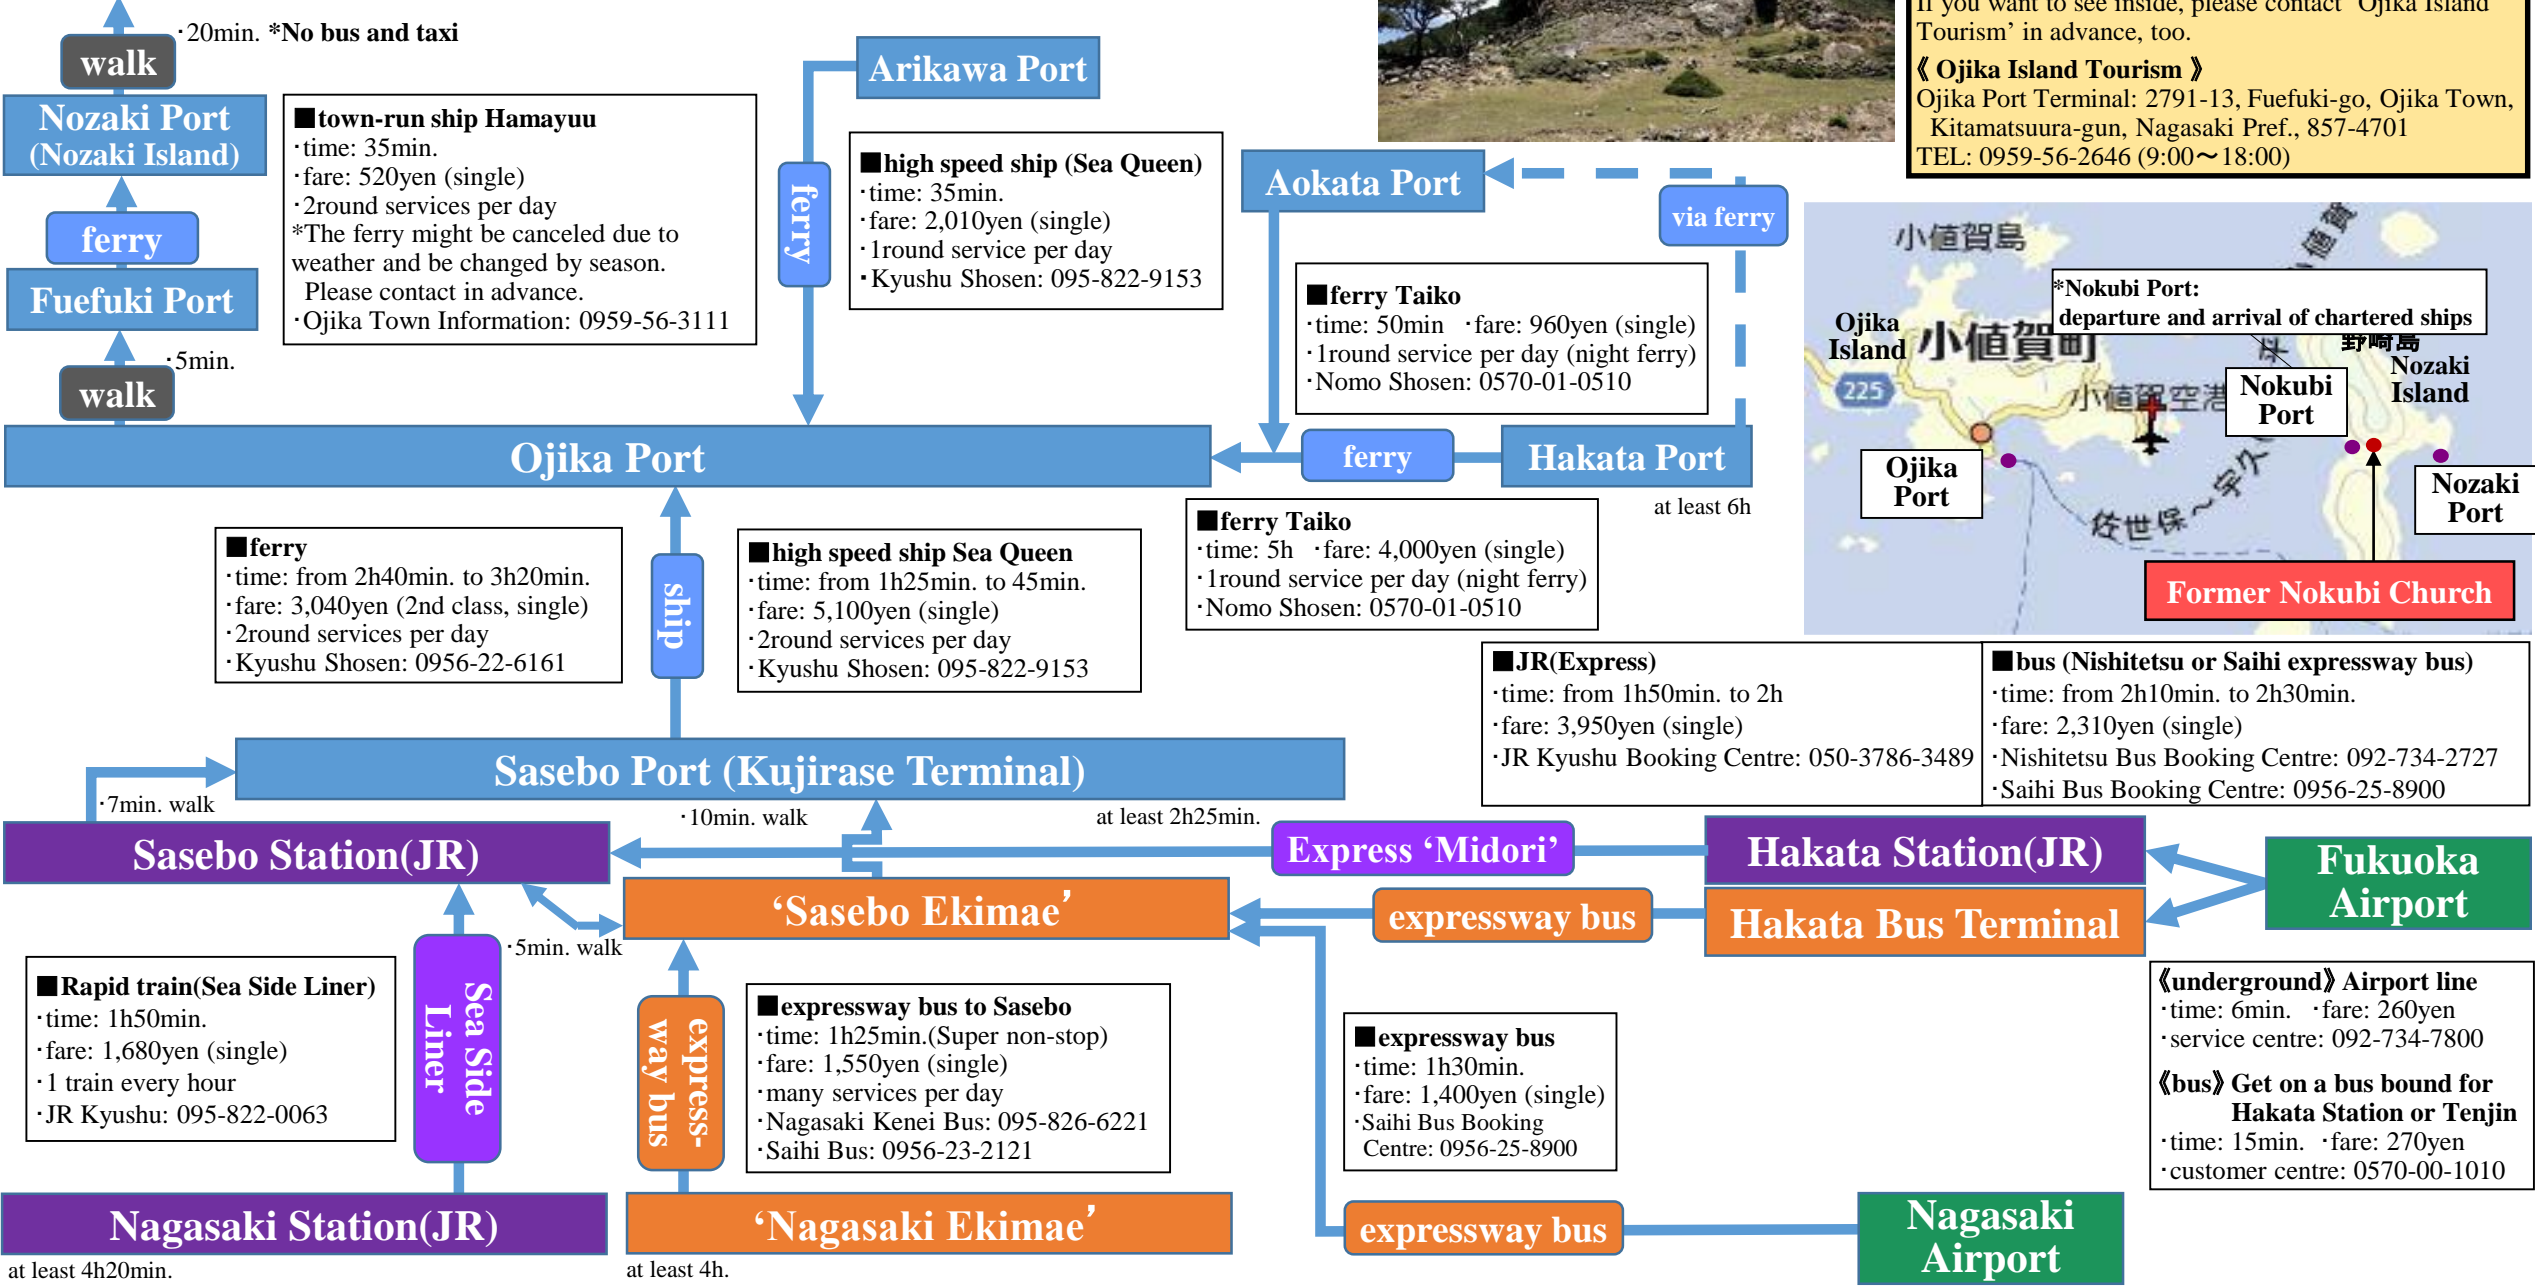 If you want to see inside, please contact 'Ojika Island
Tourism' in advance, too.
《 Ojika Island Tourism 》
Ojika Port Terminal: 2791-13, Fuefuki-go, Ojika Town,
Kitamatsuura-gun, Nagasaki Pref., 857-4701
TEL: 0959-56-2646 (9:00～18:00)
・20min. *No bus and taxi
walk
Nozaki Port
(Nozaki Island)
ferry
Fuefuki Port
・5min.
walk
■town-run ship Hamayuu
・time: 35min.
・fare: 520yen (single)
・2round services per day
*The ferry might be canceled due to
weather and be changed by season.
Please contact in advance.
・Ojika Town Information: 0959-56-3111
Arikawa Port
ferry
■high speed ship (Sea Queen)
・time: 35min.
・fare: 2,010yen (single)
・1round service per day
・Kyushu Shosen: 095-822-9153
Aokata Port
via ferry
■ferry Taiko
・time: 50min ・fare: 960yen (single)
・1round service per day (night ferry)
・Nomo Shosen: 0570-01-0510
Ojika Port
ferry
Hakata Port
at least 6h
■ferry Taiko
・time: 5h ・fare: 4,000yen (single)
・1round service per day (night ferry)
・Nomo Shosen: 0570-01-0510
小値賀島
小値賀
*Nokubi Port:
departure and arrival of chartered ships
Ojika
Island
小値賀町
野崎島
Nozaki
Island
225
小値賀空港
Nokubi
Port
Ojika
Port
Nozaki
Port
佐世保～宇久
Former Nokubi Church
■ferry
・time: from 2h40min. to 3h20min.
・fare: 3,040yen (2nd class, single)
・2round services per day
・Kyushu Shosen: 0956-22-6161
ship
■high speed ship Sea Queen
・time: from 1h25min. to 45min.
・fare: 5,100yen (single)
・2round services per day
・Kyushu Shosen: 095-822-9153
■JR(Express)
・time: from 1h50min. to 2h
・fare: 3,950yen (single)
・JR Kyushu Booking Centre: 050-3786-3489
■bus (Nishitetsu or Saihi expressway bus)
・time: from 2h10min. to 2h30min.
・fare: 2,310yen (single)
・Nishitetsu Bus Booking Centre: 092-734-2727
・Saihi Bus Booking Centre: 0956-25-8900
Sasebo Port (Kujirase Terminal)
・7min. walk
・10min. walk
at least 2h25min.
Sasebo Station(JR)
Express 'Midori'
Hakata Station(JR)
Fukuoka
Airport
'Sasebo Ekimae'
expressway bus
Hakata Bus Terminal
・5min. walk
■Rapid train(Sea Side Liner)
・time: 1h50min.
・fare: 1,680yen (single)
・1 train every hour
・JR Kyushu: 095-822-0063
Sea Side
Liner
express-
way bus
■expressway bus to Sasebo
・time: 1h25min.(Super non-stop)
・fare: 1,550yen (single)
・many services per day
・Nagasaki Kenei Bus: 095-826-6221
・Saihi Bus: 0956-23-2121
■expressway bus
・time: 1h30min.
・fare: 1,400yen (single)
・Saihi Bus Booking
Centre: 0956-25-8900
《underground》 Airport line
・time: 6min. ・fare: 260yen
・service centre: 092-734-7800
《bus》 Get on a bus bound for
Hakata Station or Tenjin
・time: 15min. ・fare: 270yen
・customer centre: 0570-00-1010
Nagasaki Station(JR)
at least 4h20min.
'Nagasaki Ekimae'
at least 4h.
expressway bus
Nagasaki
Airport